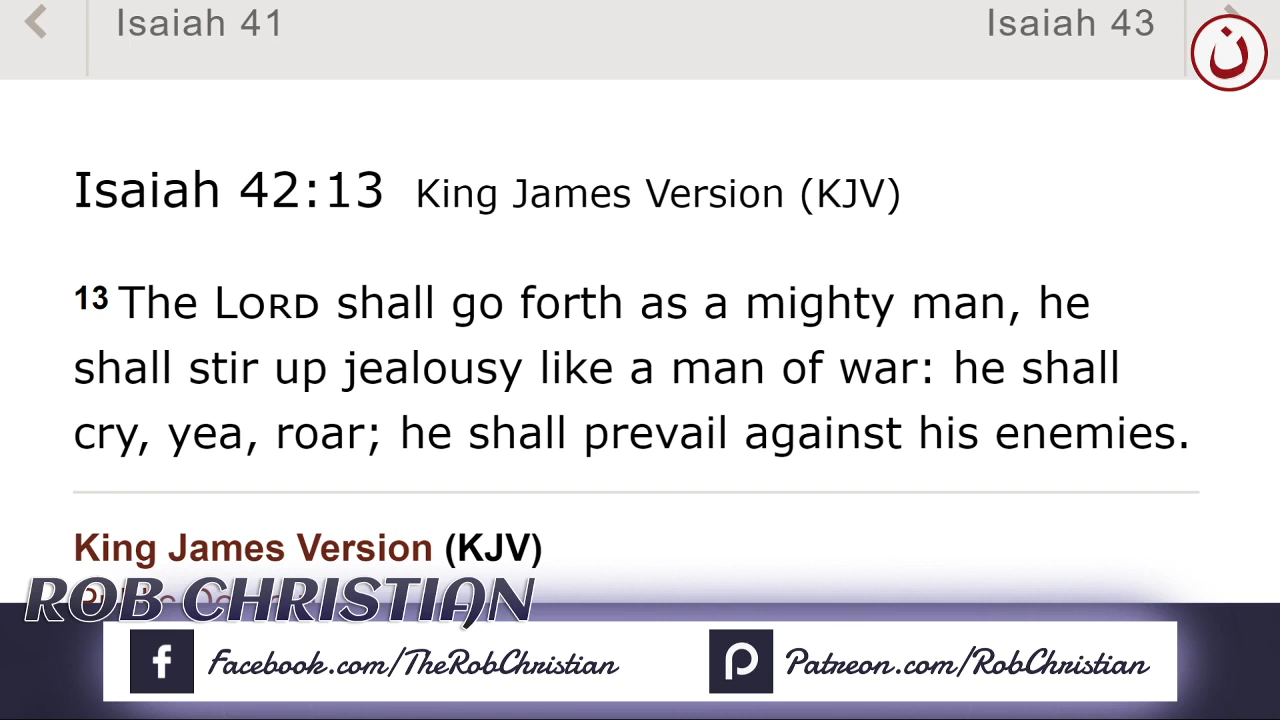 Isaiah 41
Isaiah 43
ن
Isaiah 42:13 King James Version (KJV)
13 The LORD shall go forth as a mighty man, he
shall stir up jealousy like a man of war: he shall
cry, yea, roar; he shall prevail against his enemies.
King James Version (KJV)
ROB CHRISTIAN
Facebook.com/TheRobChristian
Patreon.com/RobChristian